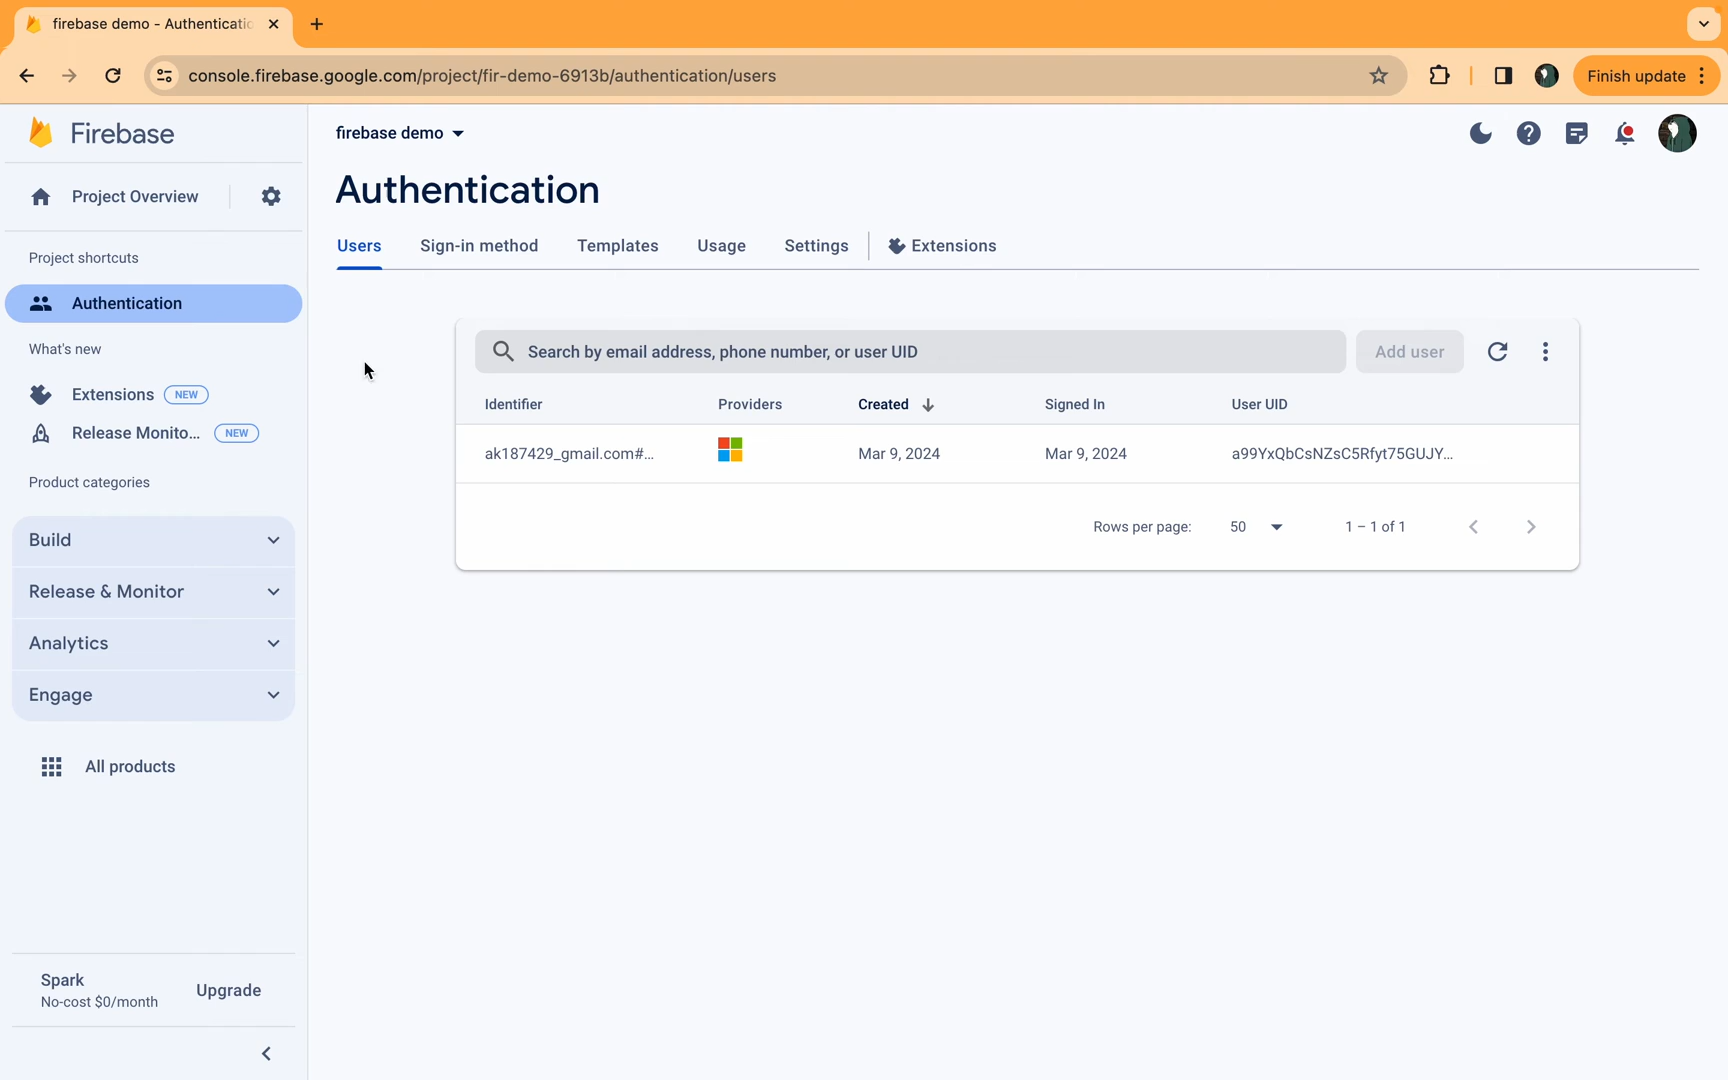 firebase demo - Authenticatio
console.firebase.google.com/project/fir-demo-6913b/authentication/users
Finish update
Firebase
firebase demo
Project Overview
Authentication
Users
Sign-in method
Templates
Usage
Settings
Extensions
Project shortcuts
Authentication
What's new
Extensions NEW
Release Monito... NEW
Product categories
Build
Release & Monitor
Analytics
Engage
All products
Spark
No-cost $0/month
Upgrade
Search by email address, phone number, or user UID
Add user
Identifier Providers Created Signed In User UID
ak187429_gmail.com#... Mar 9, 2024 Mar 9, 2024 a99YxQbCsNZsC5Rfyt75GUJY...
Rows per page: 50 1 – 1 of 1